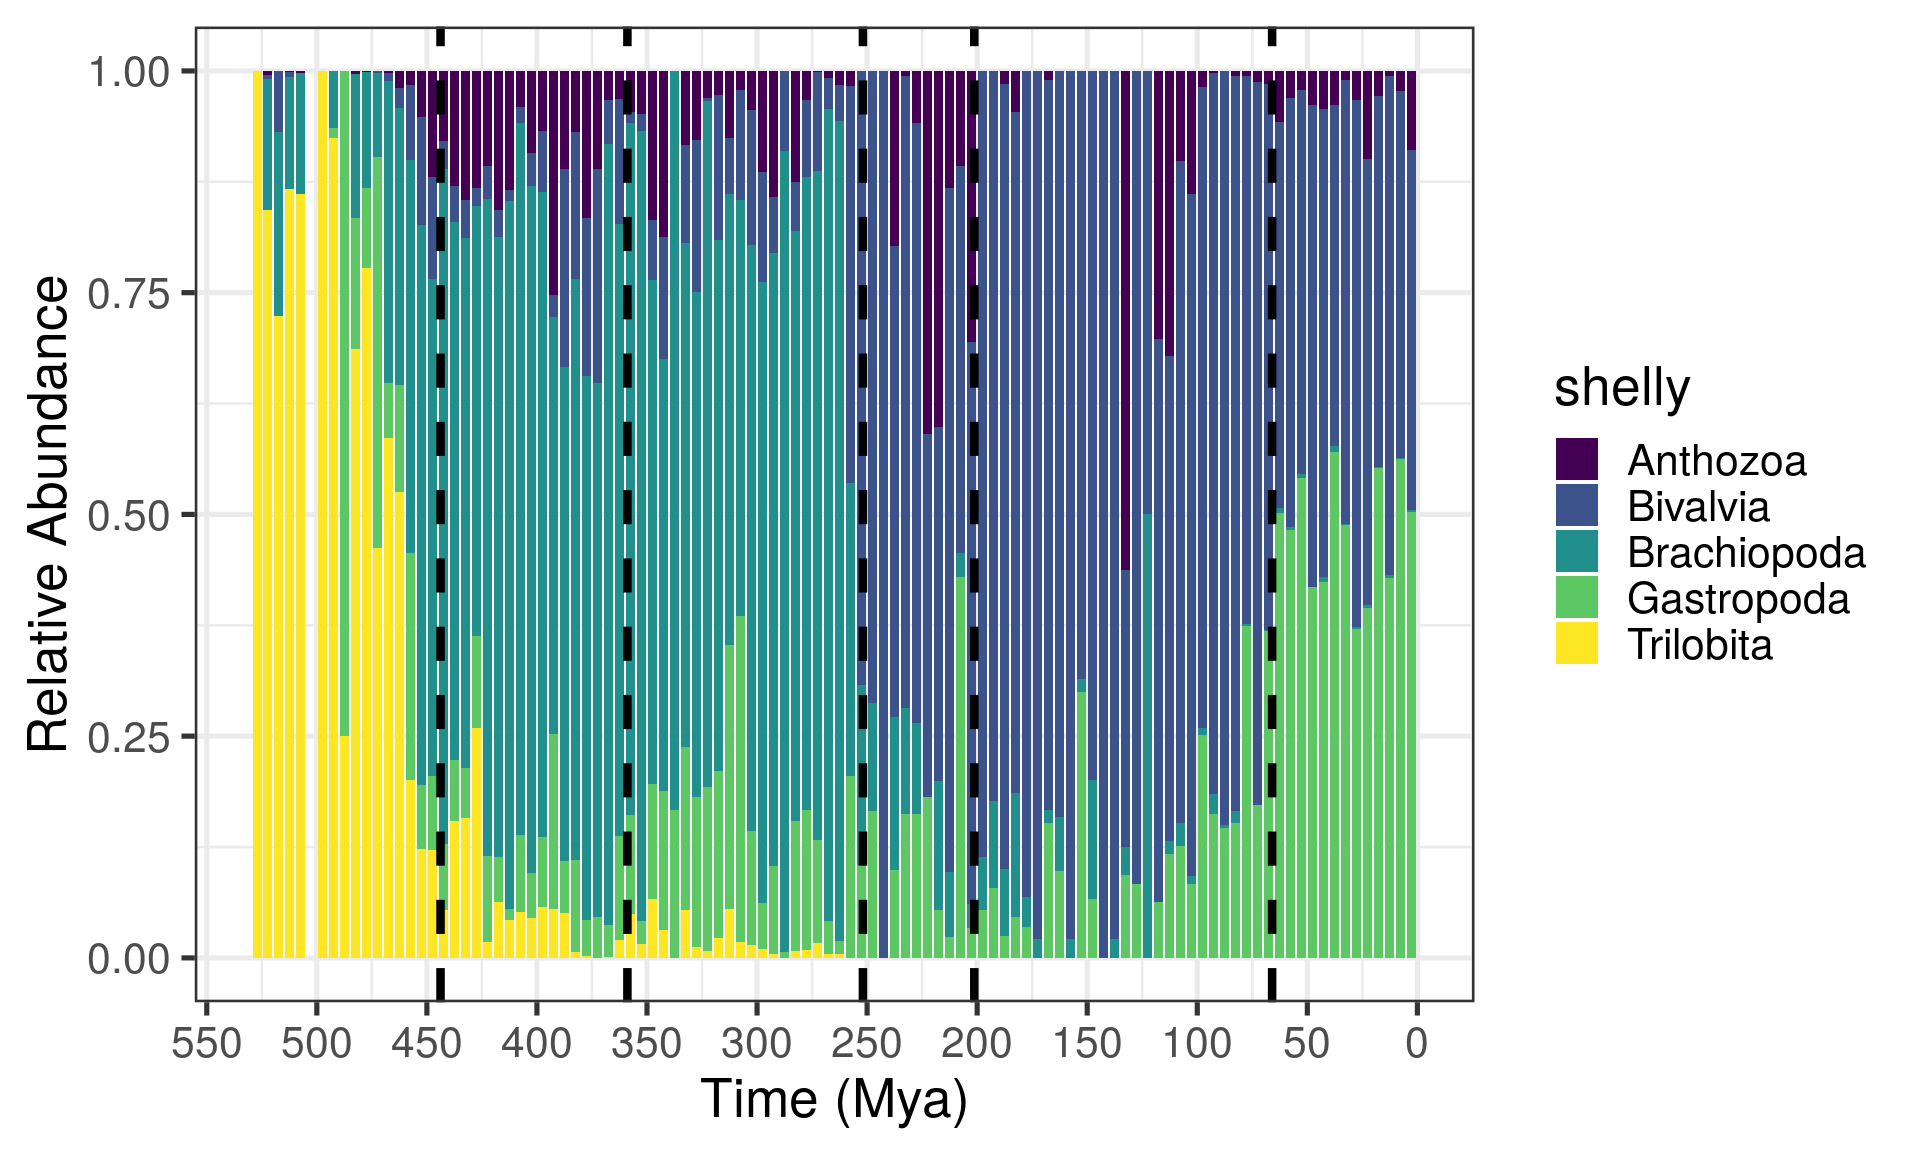 Relative Abundance
1.00
0.75
0.50
0.25
0.00
550 500 450 400 350 300 250 200 150 100 50 0
Time (Mya)
shelly
Anthozoa
Bivalvia
Brachiopoda
Gastropoda
Trilobita